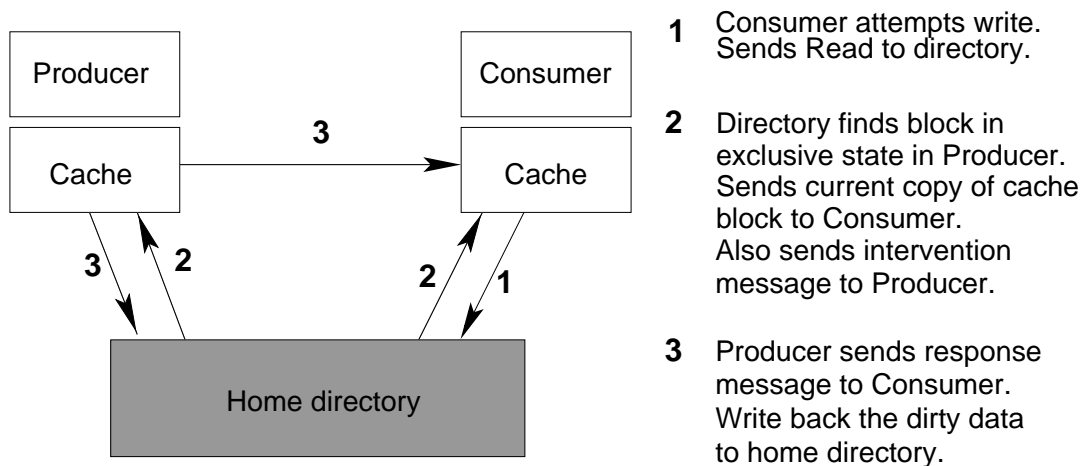 Producer
Consumer
3
Cache
Cache
3
2
2
1
Home directory
1 Consumer attempts write.
Sends Read to directory.
2 Directory finds block in
exclusive state in Producer.
Sends current copy of cache
block to Consumer.
Also sends intervention
message to Producer.
3 Producer sends response
message to Consumer.
Write back the dirty data
to home directory.